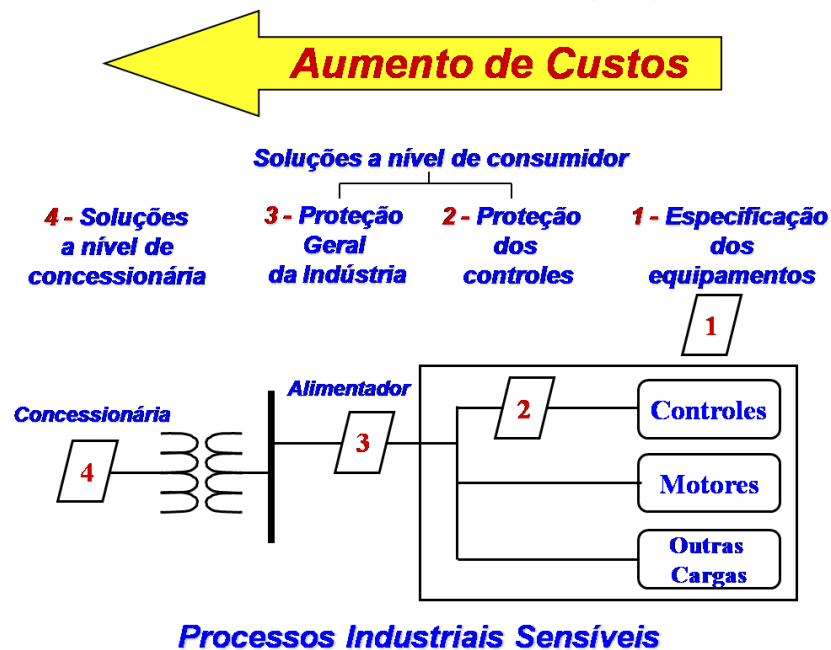 Aumento de Custos
Soluções a nível de consumidor
4 - Soluções
a nível de
concessionária
3 - Proteção
Geral
da Indústria
2 - Proteção
dos
controles
1 - Especificação
dos
equipamentos
1
Concessionária
4
Alimentador
3
2
Controles
Motores
Outras
Cargas
Processos Industriais Sensíveis